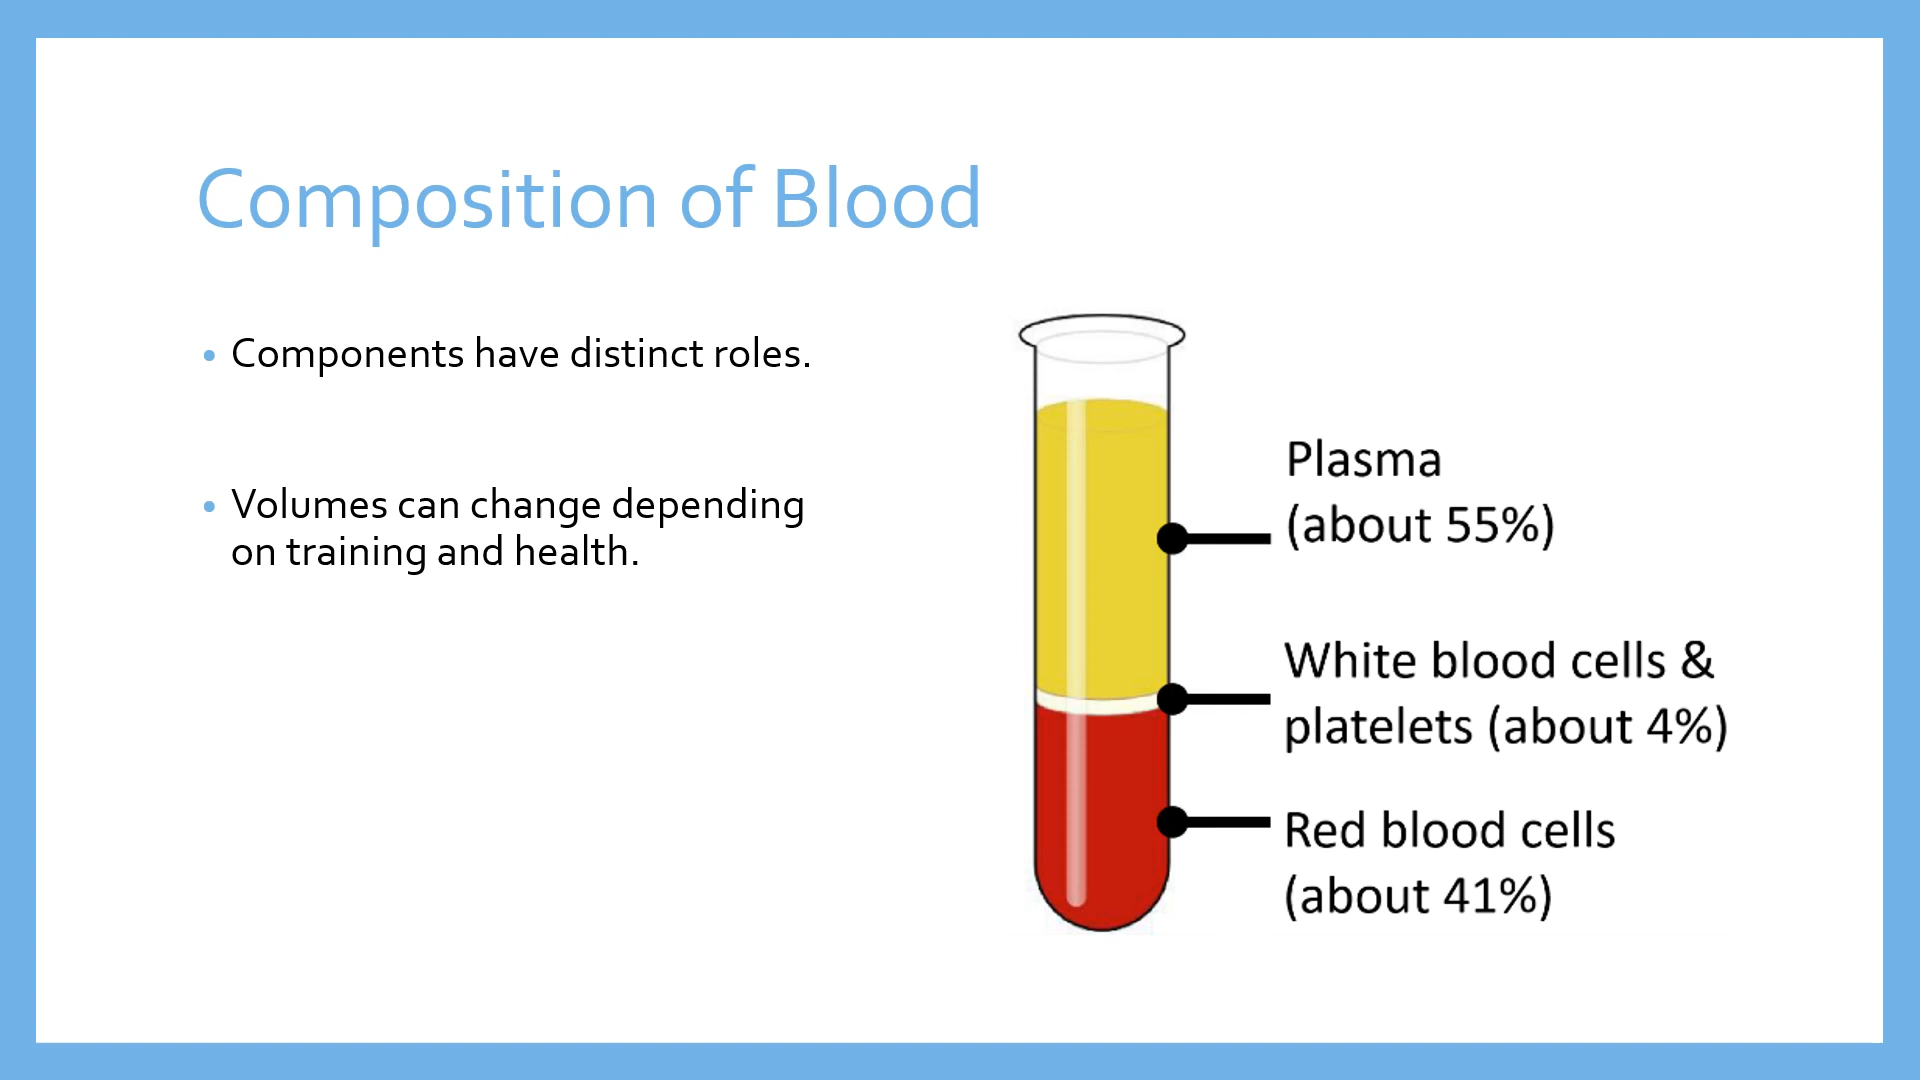 Composition of Blood
• Components have distinct roles.
• Volumes can change depending
on training and health.
Plasma
(about 55%)
White blood cells &
platelets (about 4%)
Red blood cells
(about 41%)